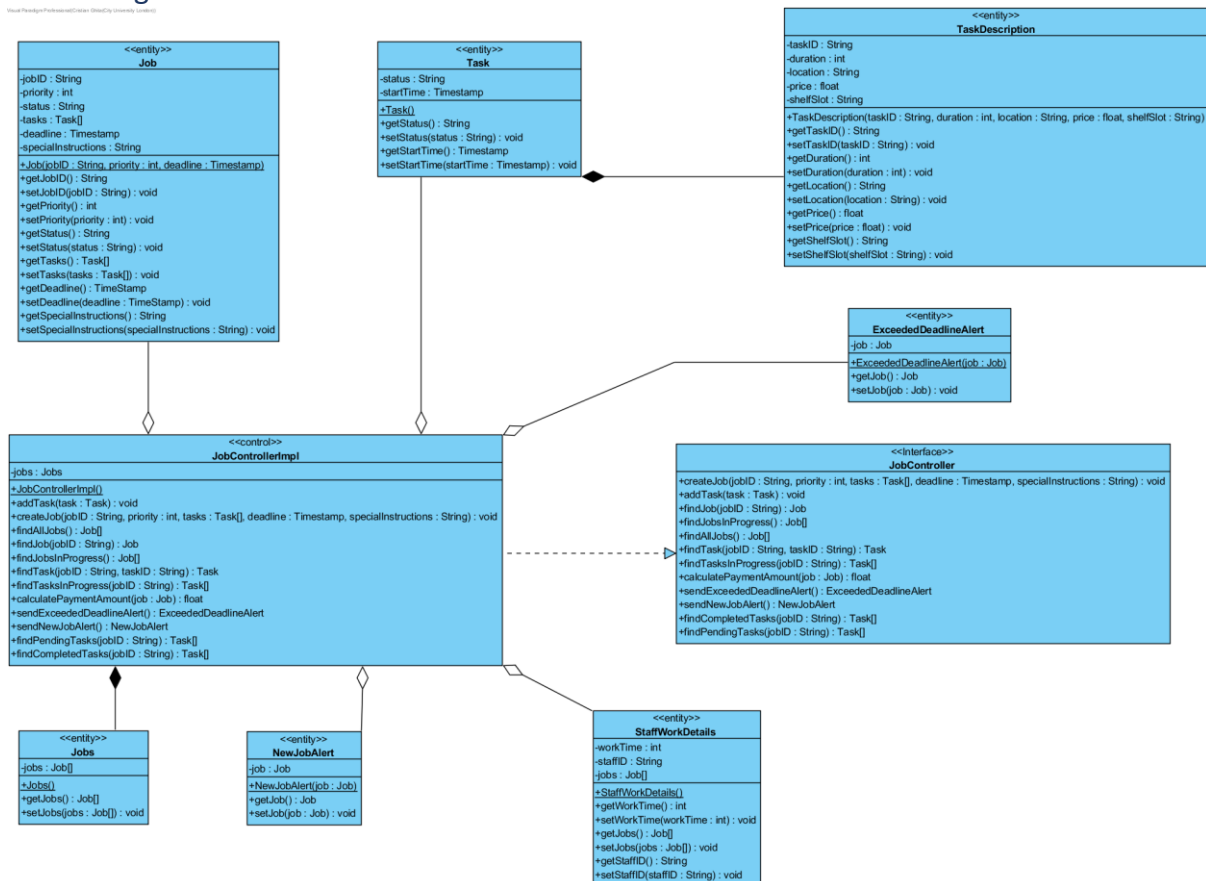 Visual Paradigm Professional(Cristian Gilea(City University London))
<<entity>>
Job
-jobID : String
-priority : int
-status : String
-tasks : Task[]
-deadline : Timestamp
-specialInstructions : String
+Job(jobID : String, priority : int, deadline : Timestamp)
+getJobID() : String
+setJobID(jobID : String) : void
+getPriority() : int
+setPriority(priority : int) : void
+getStatus() : String
+setStatus(status : String) : void
+getTasks() : Task[]
+setTasks(tasks : Task[]) : void
+getDeadline() : TimeStamp
+setDeadline(deadline : TimeStamp) : void
+getSpecialInstructions() : String
+setSpecialInstructions(specialInstructions : String) : void
<<entity>>
Task
-status : String
-startTime : Timestamp
+Task()
+getStatus() : String
+setStatus(status : String) : void
+getStartTime() : Timestamp
+setStartTime(startTime : Timestamp) : void
<<entity>>
TaskDescription
-taskID : String
-duration : int
-location : String
-price : float
-shelfSlot : String
+TaskDescription(taskID : String, duration : int, location : String, price : float, shelfSlot : String)
+getTaskID() : String
+setTaskID(taskID : String) : void
+getDuration() : int
+setDuration(duration : int) : void
+getLocation() : String
+setLocation(location : String) : void
+getPrice() : float
+setPrice(price : float) : void
+getShelfSlot() : String
+setShelfSlot(shelfSlot : String) : void
<<entity>>
ExceededDeadlineAlert
-job : Job
+ExceededDeadlineAlert(job : Job)
+getJob() : Job
+setJob(job : Job) : void
<<control>>
JobControllerImpl
-jobs : Jobs
+JobControllerImpl()
+addTask(task : Task) : void
+createJob(jobID : String, priority : int, tasks : Task[], deadline : Timestamp, specialInstructions : String) : void
+findAllJobs() : Job[]
+findJob(jobID : String) : Job
+findJobsInProgress() : Job[]
+findTask(jobID : String, taskID : String) : Task
+findTasksInProgress(jobID : String) : Task[]
+calculatePaymentAmount(job : Job) : float
+sendExceededDeadlineAlert() : ExceededDeadlineAlert
+sendNewJobAlert() : NewJobAlert
+findPendingTasks(jobID : String) : Task[]
+findCompletedTasks(jobID : String) : Task[]
<<Interface>>
JobController
+createJob(jobID : String, priority : int, tasks : Task[], deadline : Timestamp, specialInstructions : String) : void
+addTask(task : Task) : void
+findJob(jobID : String) : Job
+findJobsInProgress() : Job[]
+findAllJobs() : Job[]
+findTask(jobID : String, taskID : String) : Task
+findTasksInProgress(jobID : String) : Task[]
+calculatePaymentAmount(job : Job) : float
+sendExceededDeadlineAlert() : ExceededDeadlineAlert
+sendNewJobAlert() : NewJobAlert
+findCompletedTasks(jobID : String) : Task[]
+findPendingTasks(jobID : String) : Task[]
<<entity>>
Jobs
-jobs : Job[]
+Jobs()
+getJobs() : Job[]
+setJobs(jobs : Job[]) : void
<<entity>>
NewJobAlert
-job : Job
+NewJobAlert(job : Job)
+getJob() : Job
+setJob(job : Job) : void
<<entity>>
StaffWorkDetails
-workTime : int
-staffID : String
-jobs : Job[]
+StaffWorkDetails()
+getWorkTime() : int
+setWorkTime(workTime : int) : void
+getJobs() : Job[]
+setJobs(jobs : Job[]) : void
+getStaffID() : String
+setStaffID(staffID : String) : void